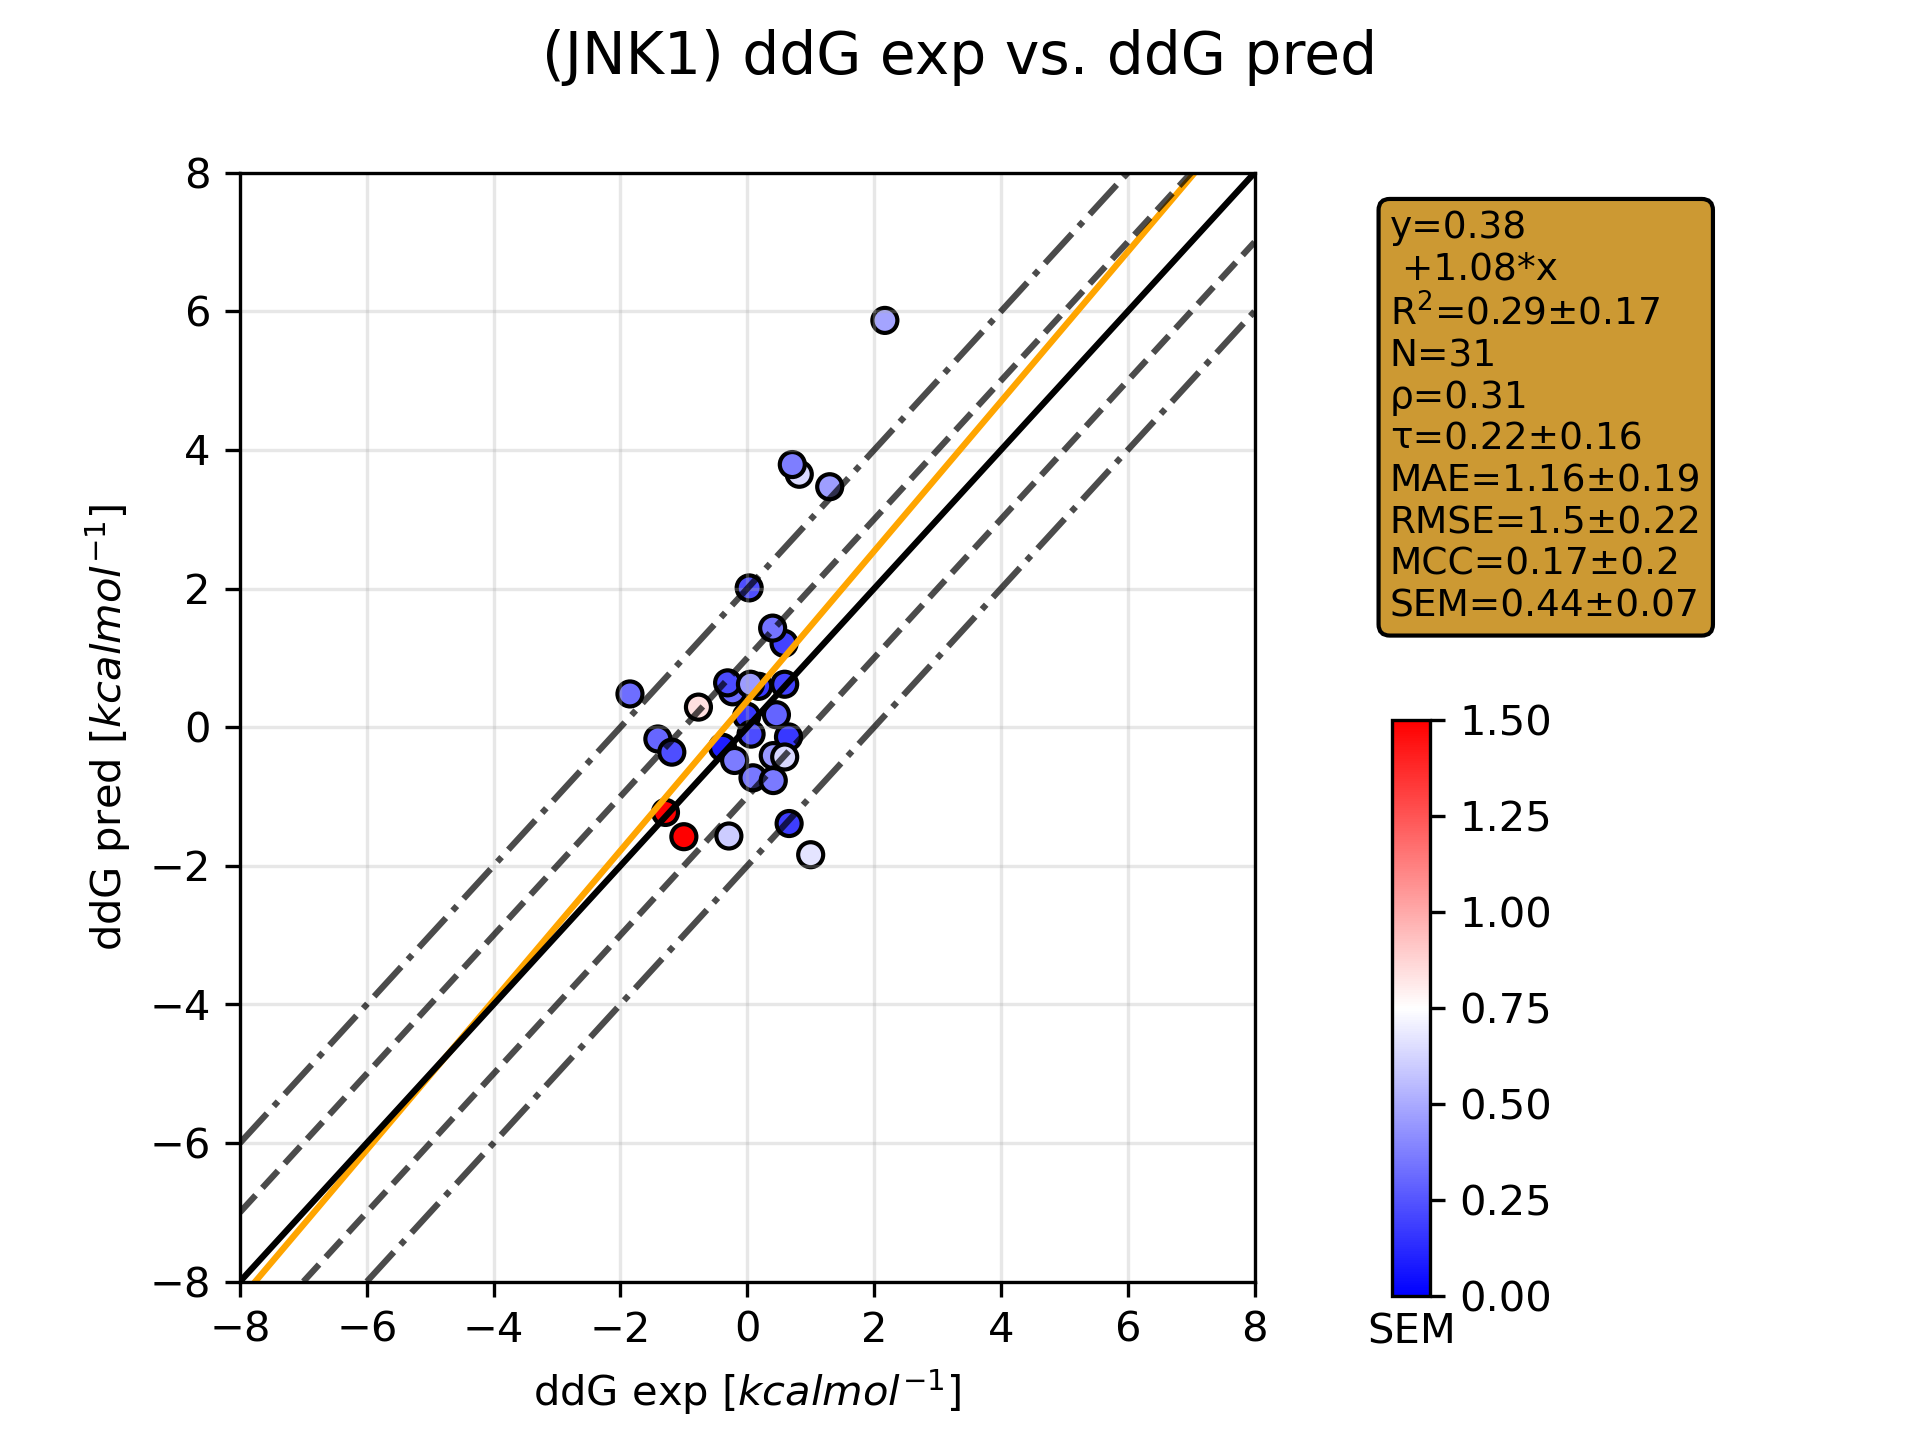 (JNK1) ddG exp vs. ddG pred
8
6
4
2
0
−2
−4
−6
−8
ddG pred [kcalmol⁻¹]
−8 −6 −4 −2 0 2 4 6 8
ddG exp [kcalmol⁻¹]
y=0.38
+1.08*x
R²=0.29±0.17
N=31
ρ=0.31
τ=0.22±0.16
MAE=1.16±0.19
RMSE=1.5±0.22
MCC=0.17±0.2
SEM=0.44±0.07
1.50
1.25
1.00
0.75
0.50
0.25
0.00
SEM